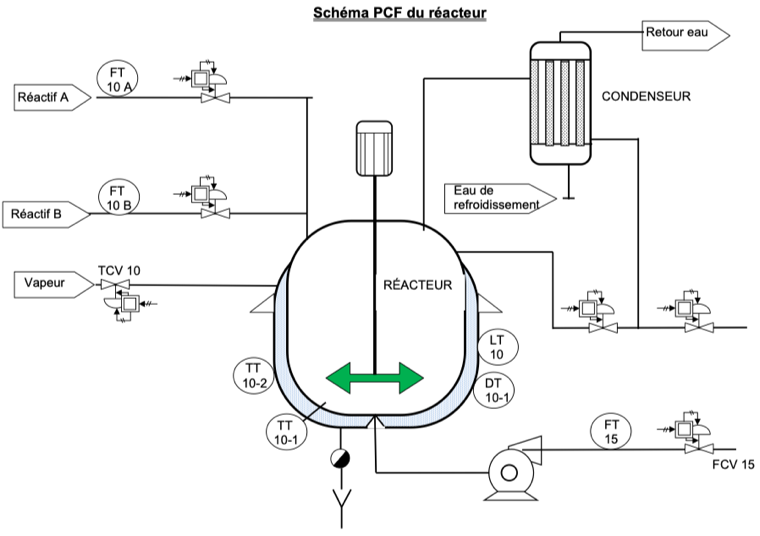 Schéma PCF du réacteur
Retour eau
FT
10 A
Réactif A
CONDENSEUR
FT
10 B
Réactif B
Eau de
refroidissement
TCV 10
Vapeur
RÉACTEUR
LT
10
TT
10-2
DT
10-1
TT
10-1
FT
15
FCV 15